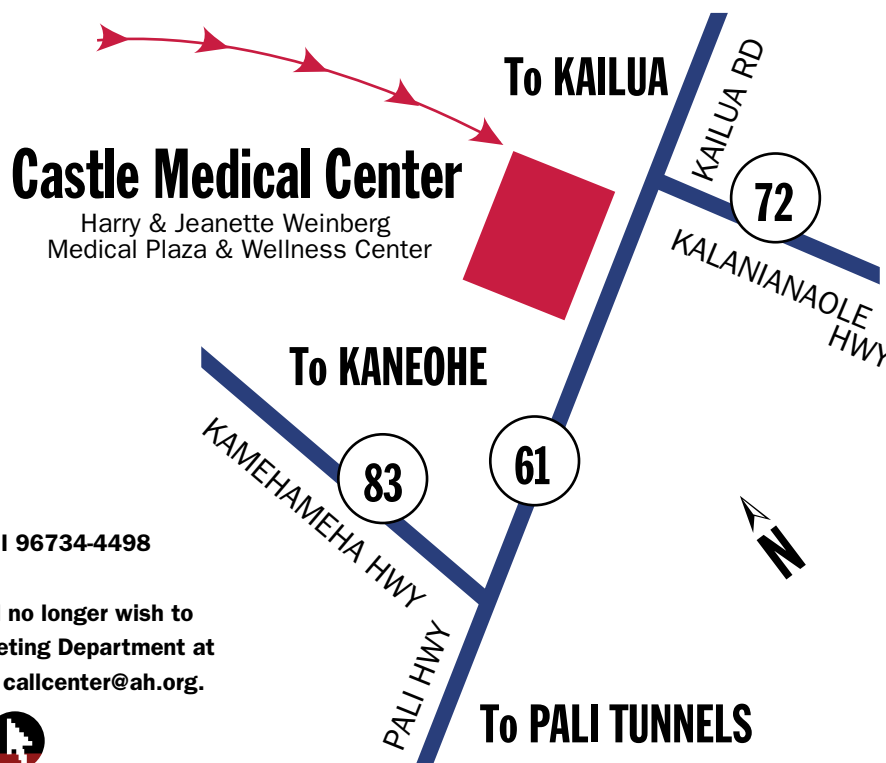 To KAILUA
KAILUA RD
Castle Medical Center
Harry & Jeanette Weinberg
Medical Plaza & Wellness Center
72
KALANIANAOLE
HWY
To KANEOHE
KAMEHAMEHA HWY
83
61
N
96734-4498
no longer wish to
Department at
callcenter@ah.org.
PALI HWY
To PALI TUNNELS